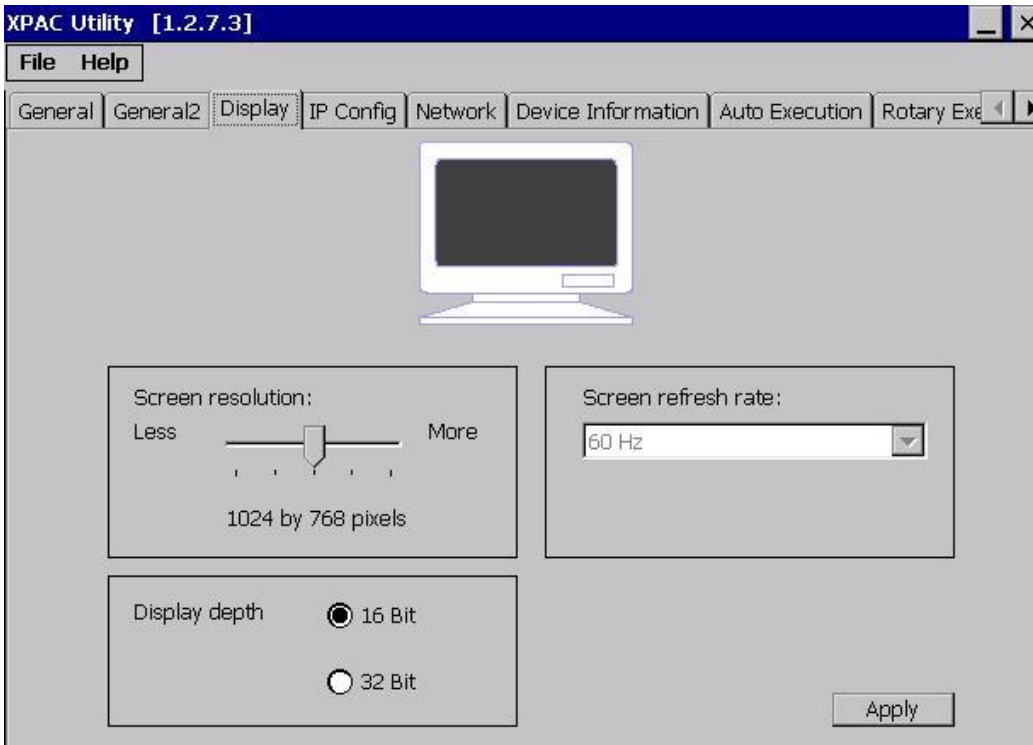 XPAC Utility [1.2.7.3]
File Help
General General2 Display IP Config Network Device Information Auto Execution Rotary Exe
Screen resolution:
Less More
1024 by 768 pixels
Screen refresh rate:
60 Hz
Display depth 16 Bit
32 Bit
Apply